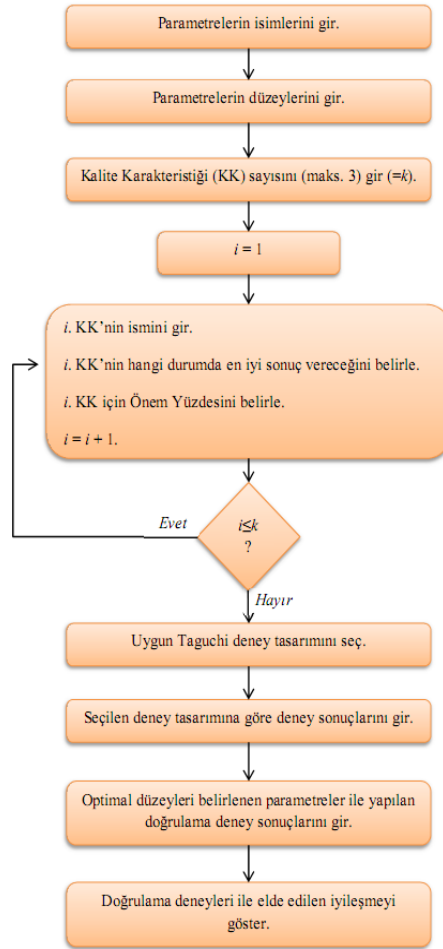 Parametrelerin isimlerini gir.
Parametrelerin düzeylerini gir.
Kalite Karakteristiği (KK) sayısını (maks. 3) gir (=k).
i = 1
i. KK'nin ismini gir.
i. KK'nin hangi durumda en iyi sonuç vereceğini belirle.
i. KK için Önem Yüzdesini belirle.
i = i + 1.
Evet
i≤k
?
Hayır
Uygun Taguchi deney tasarımını seç.
Seçilen deney tasarımına göre deney sonuçlarını gir.
Optimal düzeyleri belirlenen parametreler ile yapılan
doğrulama deney sonuçlarını gir.
Doğrulama deneyleri ile elde edilen iyileşmeyi
göster.